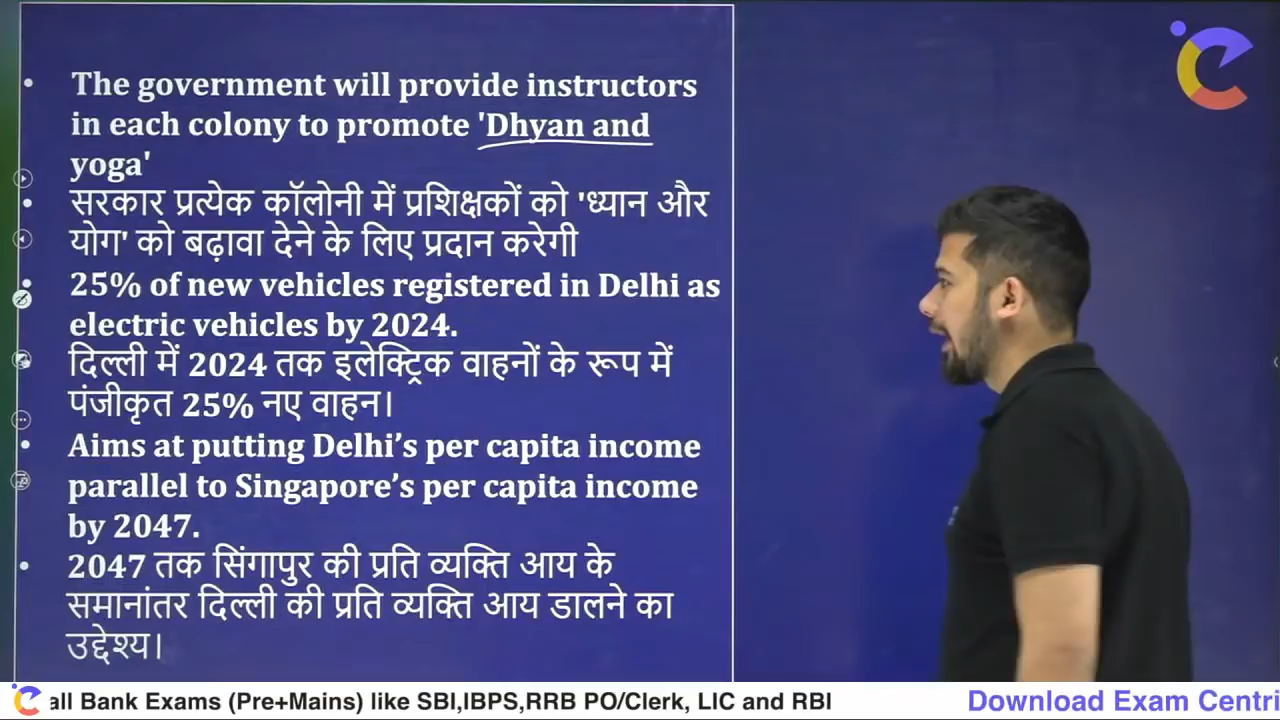 The government will provide instructors
in each colony to promote 'Dhyan and
yoga'
सरकार प्रत्येक कॉलोनी में प्रशिक्षकों को 'ध्यान और
योग' को बढ़ावा देने के लिए प्रदान करेगी
25% of new vehicles registered in Delhi as
electric vehicles by 2024.
दिल्ली में 2024 तक इलेक्ट्रिक वाहनों के रूप में
पंजीकृत 25% नए वाहन।
Aims at putting Delhi’s per capita income
parallel to Singapore’s per capita income
by 2047.
2047 तक सिंगापुर की प्रति व्यक्ति आय के
समानांतर दिल्ली की प्रति व्यक्ति आय डालने का
उद्देश्य।
all Bank Exams (Pre+Mains) like SBI,IBPS,RRB PO/Clerk, LIC and RBI
Download Exam Centri